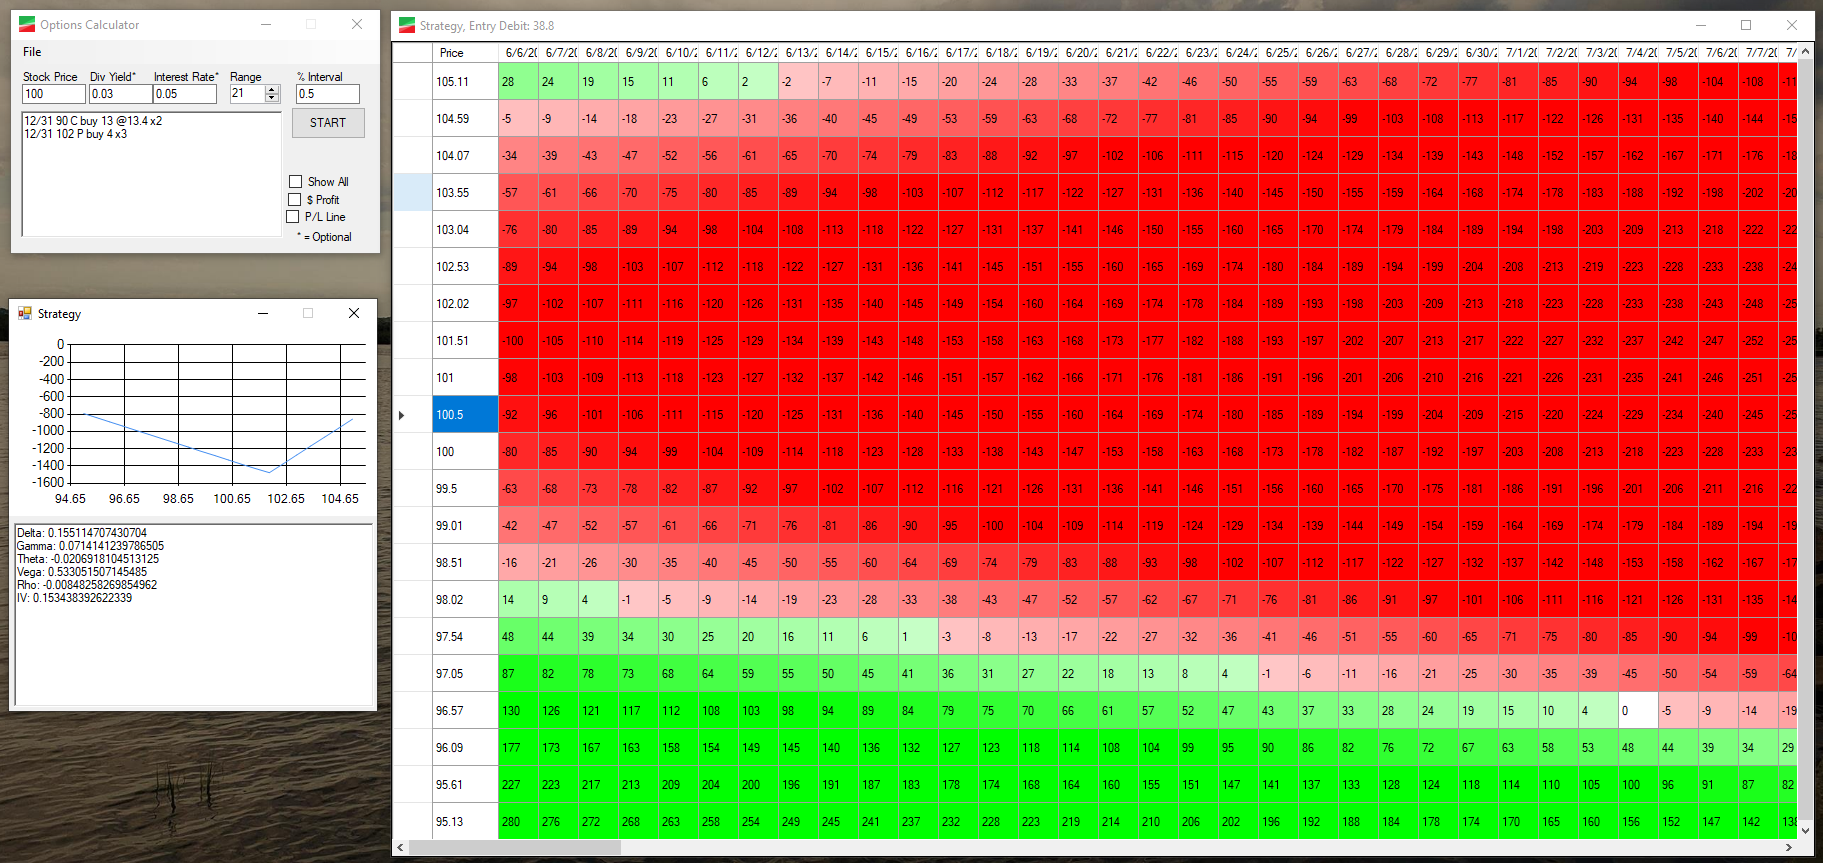 Options Calculator
File
Stock Price Div Yield* Interest Rate* Range % Interval
100 0.03 0.05 21 0.5
12/31 90 C buy 13 @13.4 x2
12/31 102 P buy 4 x3
START
Show All
$ Profit
P/L Line
* = Optional
Strategy
0
-200
-400
-600
-800
-1000
-1200
-1400
-1600
94.65 96.65 98.65 100.65 102.65 104.65
Delta: 0.155114707430704
Gamma: 0.0714141239786505
Theta: -0.0206918104513125
Vega: 0.533051507145485
Rho: -0.00848258269854962
IV: 0.153438392622339
Strategy, Entry Debit: 38.8
Price 6/6/20 6/7/20 6/8/20 6/9/20 6/10/2 6/11/2 6/12/2 6/13/2 6/14/2 6/15/2 6/16/2 6/17/2 6/18/2 6/19/2 6/20/2 6/21/2 6/22/2 6/23/2 6/24/2 6/25/2 6/26/2 6/27/2 6/28/2 6/29/2 6/30/2 7/1/20 7/2/20 7/3/20 7/4/20 7/5/20 7/6/20 7/7/20 7/
105.11 28 24 19 15 11 6 2 -2 -7 -11 -15 -20 -24 -28 -33 -37 -42 -46 -50 -55 -59 -63 -68 -72 -77 -81 -85 -90 -94 -98 -104 -108 -11
104.59 -5 -9 -14 -18 -23 -27 -31 -36 -40 -45 -49 -53 -59 -63 -68 -72 -77 -81 -85 -90 -94 -99 -103 -108 -113 -117 -122 -126 -131 -135 -140 -144 -15
104.07 -34 -39 -43 -47 -52 -56 -61 -65 -70 -74 -79 -83 -88 -92 -97 -102 -106 -111 -115 -120 -124 -129 -134 -139 -143 -148 -152 -157 -162 -167 -171 -176 -18
103.55 -57 -61 -66 -70 -75 -80 -85 -89 -94 -98 -103 -107 -112 -117 -122 -127 -131 -136 -140 -145 -150 -155 -159 -164 -168 -174 -178 -183 -188 -192 -198 -202 -20
103.04 -76 -80 -85 -89 -94 -98 -104 -108 -113 -118 -122 -127 -131 -137 -141 -146 -150 -155 -160 -165 -170 -174 -179 -184 -189 -194 -198 -203 -209 -213 -218 -222 -22
102.53 -89 -94 -98 -103 -107 -112 -118 -122 -127 -131 -136 -141 -145 -151 -155 -160 -165 -169 -174 -180 -184 -189 -194 -199 -204 -208 -213 -219 -223 -228 -233 -238 -24
102.02 -97 -102 -107 -111 -116 -120 -126 -131 -135 -140 -145 -149 -154 -160 -164 -169 -174 -178 -184 -189 -193 -198 -203 -209 -213 -218 -223 -228 -233 -238 -243 -248 -25
101.51 -100 -105 -110 -114 -119 -125 -129 -134 -139 -143 -148 -153 -158 -163 -168 -173 -177 -182 -188 -193 -197 -202 -207 -213 -217 -222 -227 -232 -237 -242 -247 -252 -25
101 -98 -103 -109 -113 -118 -123 -127 -132 -137 -142 -146 -151 -157 -162 -166 -171 -176 -181 -186 -191 -196 -201 -206 -210 -216 -221 -226 -231 -235 -241 -246 -251 -25
100.5 -92 -96 -101 -106 -111 -115 -120 -125 -131 -136 -140 -145 -150 -155 -160 -164 -169 -174 -180 -185 -189 -194 -199 -204 -209 -215 -220 -224 -229 -234 -240 -245 -25
100 -80 -85 -90 -94 -99 -104 -109 -114 -118 -123 -128 -133 -138 -143 -147 -153 -158 -163 -168 -173 -178 -182 -187 -192 -197 -203 -208 -213 -218 -223 -228 -233 -23
99.5 -63 -68 -73 -78 -82 -87 -92 -97 -102 -107 -112 -116 -121 -126 -131 -136 -141 -146 -151 -156 -160 -165 -170 -175 -181 -186 -191 -196 -201 -206 -211 -216 -22
99.01 -42 -47 -52 -57 -61 -66 -71 -76 -81 -86 -90 -95 -100 -104 -109 -114 -119 -124 -129 -134 -139 -144 -149 -154 -159 -164 -169 -174 -179 -184 -189 -194 -19
98.51 -16 -21 -26 -30 -35 -40 -45 -50 -55 -60 -64 -69 -74 -79 -83 -88 -93 -98 -102 -107 -112 -117 -122 -127 -132 -137 -142 -148 -153 -158 -162 -167 -17
98.02 14 9 4 -1 -5 -9 -14 -19 -23 -28 -33 -38 -43 -47 -52 -57 -62 -67 -71 -76 -81 -86 -91 -97 -101 -106 -111 -116 -121 -126 -131 -135 -14
97.54 48 44 39 34 30 25 20 16 11 6 1 -3 -8 -13 -17 -22 -27 -32 -36 -41 -46 -51 -55 -60 -65 -71 -75 -80 -85 -90 -94 -99 -10
97.05 87 82 78 73 68 64 59 55 50 45 41 36 31 27 22 18 13 8 4 -1 -6 -11 -16 -21 -25 -30 -35 -39 -45 -50 -54 -59 -64
96.57 130 126 121 117 112 108 103 98 94 89 84 79 75 70 66 61 57 52 47 43 37 33 28 24 19 15 10 4 0 -5 -9 -14 -19
96.09 177 173 167 163 158 154 149 145 140 136 132 127 123 118 114 108 104 99 95 90 86 82 76 72 67 63 58 53 48 44 39 34 29
95.61 227 223 217 213 209 204 200 196 191 187 183 178 174 168 164 160 155 151 147 141 137 133 128 124 118 114 110 105 100 96 91 87 82
95.13 280 276 272 268 263 258 254 249 245 241 237 232 228 223 219 214 210 206 202 196 192 188 184 178 174 170 165 160 156 152 147 142 138